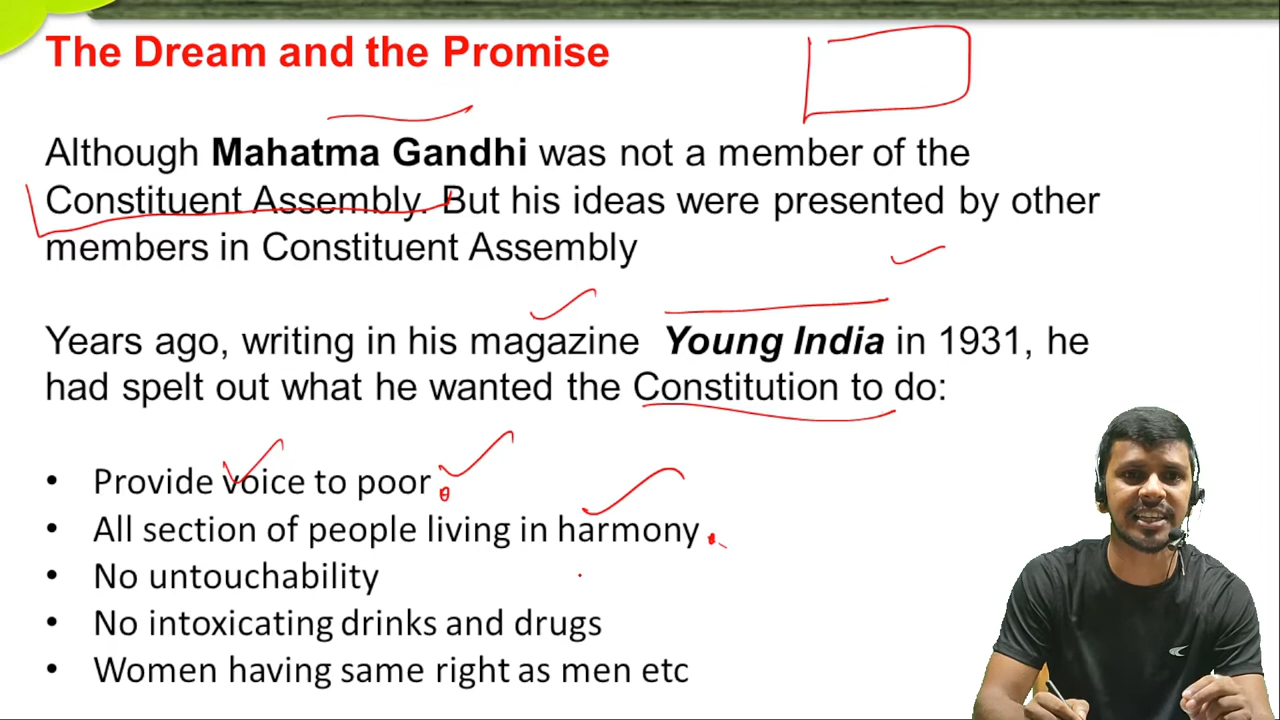 The Dream and the Promise
Although Mahatma Gandhi was not a member of the
Constituent Assembly. But his ideas were presented by other
members in Constituent Assembly
Years ago, writing in his magazine Young India in 1931, he
had spelt out what he wanted the Constitution to do:
• Provide voice to poor
• All section of people living in harmony
• No untouchability
• No intoxicating drinks and drugs
• Women having same right as men etc